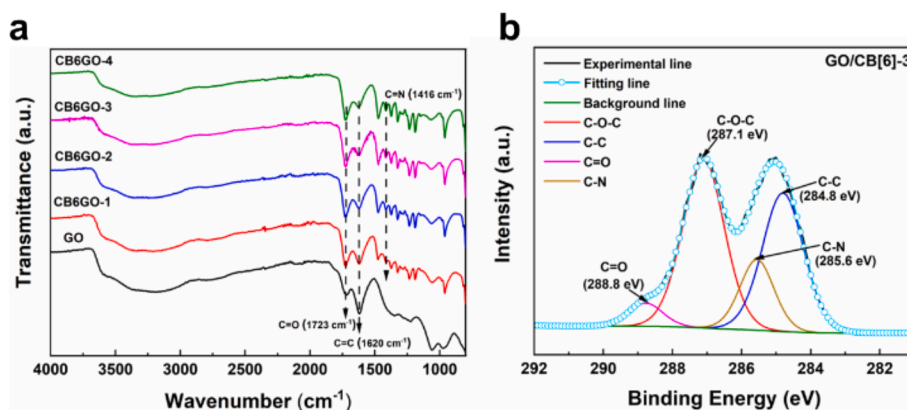 a
CB6GO-4
C=N (1416 cm⁻¹)
CB6GO-3
CB6GO-2
CB6GO-1
GO
C=O (1723 cm⁻¹)
C=C (1620 cm⁻¹)
Transmittance (a.u.)
4000 3500 3000 2500 2000 1500 1000
Wavenumber (cm⁻¹)
b
Experimental line
Fitting line
Background line
C-O-C
C-C
C=O
C-N
GO/CB[6]-3
C-O-C
(287.1 eV)
C-C
(284.8 eV)
C-N
(285.6 eV)
C=O
(288.8 eV)
Intensity (a.u.)
292 290 288 286 284 282
Binding Energy (eV)